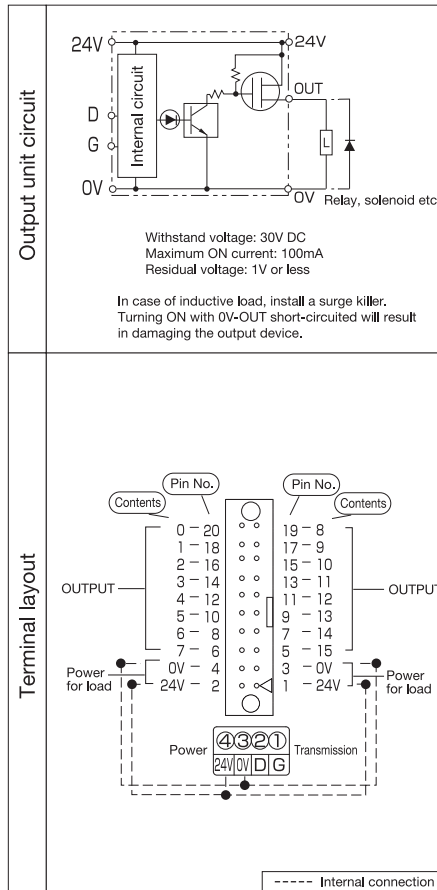 Output unit circuit
24V 24V
Internal circuit
OUT
D
G
L
0V 0V
Relay, solenoid etc
Withstand voltage: 30V DC
Maximum ON current: 100mA
Residual voltage: 1V or less
In case of inductive load, install a surge killer.
Turning ON with 0V-OUT short-circuited will result
in damaging the output device.
Terminal layout
Pin No. Pin No.
Contents Contents
0 - 20 19 - 8
1 - 18 17 - 9
2 - 16 15 - 10
OUTPUT 3 - 14 13 - 11 OUTPUT
4 - 12 11 - 12
5 - 10 9 - 13
6 - 8 7 - 14
7 - 6 5 - 15
Power for load 0V - 4 3 - 0V Power for load
24V - 2 1 - 24V
Power ④③②① Transmission
24V 0V D G
----- Internal connection